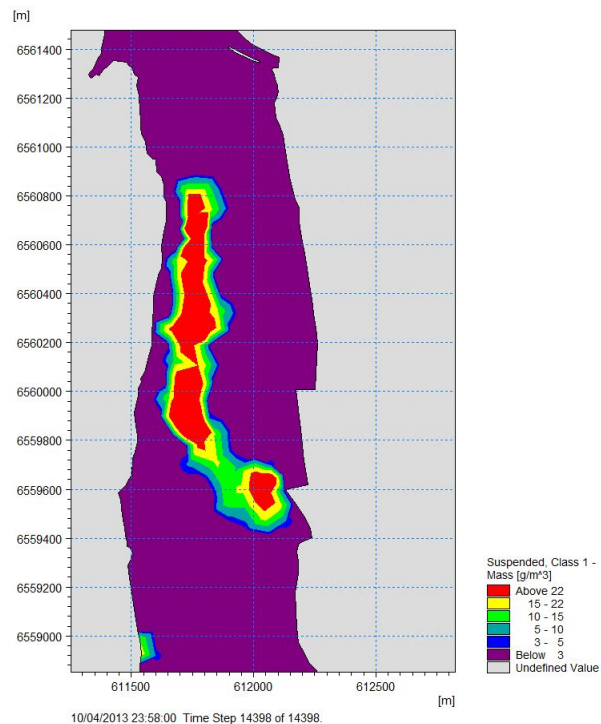 [m]
6561400
6561200
6561000
6560800
6560600
6560400
6560200
6560000
6559800
6559600
6559400
6559200
6559000
611500 612000 612500
[m]
Suspended, Class 1 -
Mass [g/m^3]
Above 22
15 - 22
10 - 15
5 - 10
3 - 5
Below 3
Undefined Value
10/04/2013 23:58:00 Time Step 14398 of 14398.